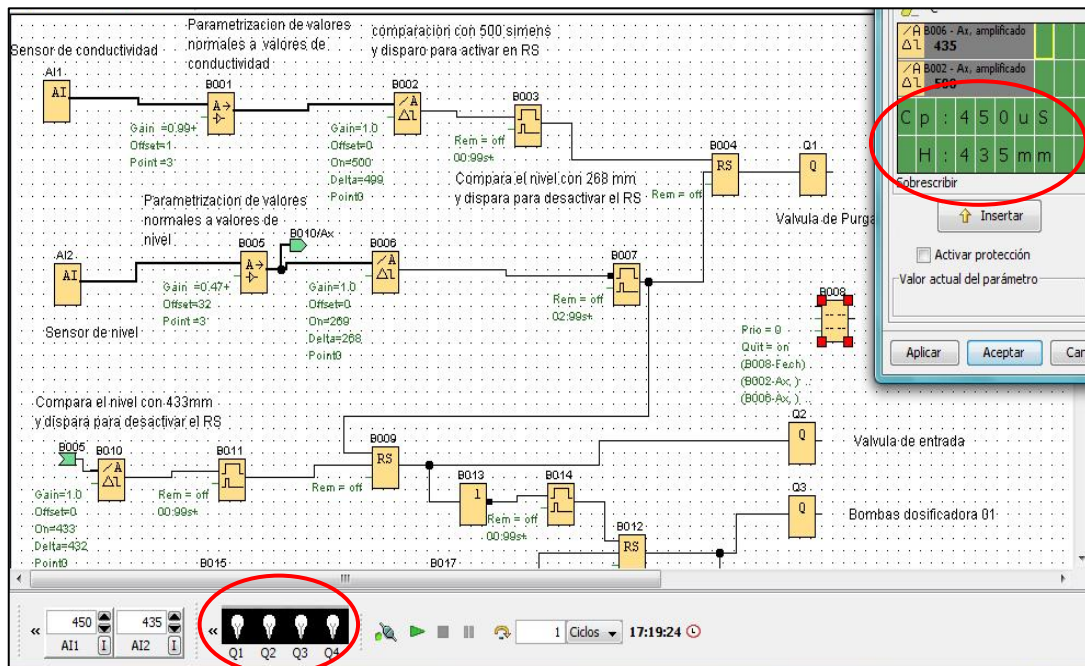 Sensor de conductividad
Parametrizacion de valores
normales a valores de
conductividad
comparacion con 500 simens
y disparo para activar en RS
AI1
AI
B001
A→
Gain =0.99+
Offset=1
Point =3
B002
/A
Gain=1.0
Offset=0
On=500
Delta=499
Point0
B003
Rem = off
00:99s+
B004
RS
Rem = off
Q1
Q
Valvula de Purga
Compara el nivel con 268 mm
y dispara para desactivar el RS
Parametrizacion de valores
normales a valores de
nivel
AI2
AI
Sensor de nivel
B005
A→
Gain =0.47+
Offset=32
Point =3
B010/Ax
B006
/A
Gain=1.0
Offset=0
On=269
Delta=268
Point0
B007
Rem = off
02:99s+
B008
Prio = 0
Quit = on
(B008-Fech)
(B002-Ax, ) ..
(B006-Ax, ) ..
/A B006 - Ax, amplificado
435
/A B002 - Ax, amplificado
Cp:450uS
H:435mm
Sobrescribir
Insertar
Activar protección
Valor actual del parámetro
Aplicar
Aceptar
Can
Compara el nivel con 433mm
y dispara para desactivar el RS
B005
B010
/A
Gain=1.0
Offset=0
On=433
Delta=432
Point0
B011
Rem = off
00:99s+
B009
RS
Rem = off
B013
1
B014
Rem = off
00:99s+
B012
RS
Q2
Q
Valvula de entrada
Q3
Q
Bombas dosificadora 01
B015
B017
«
450
AI1
I
435
AI2
I
«
Q1
Q2
Q3
Q4
1
Ciclos
17:19:24